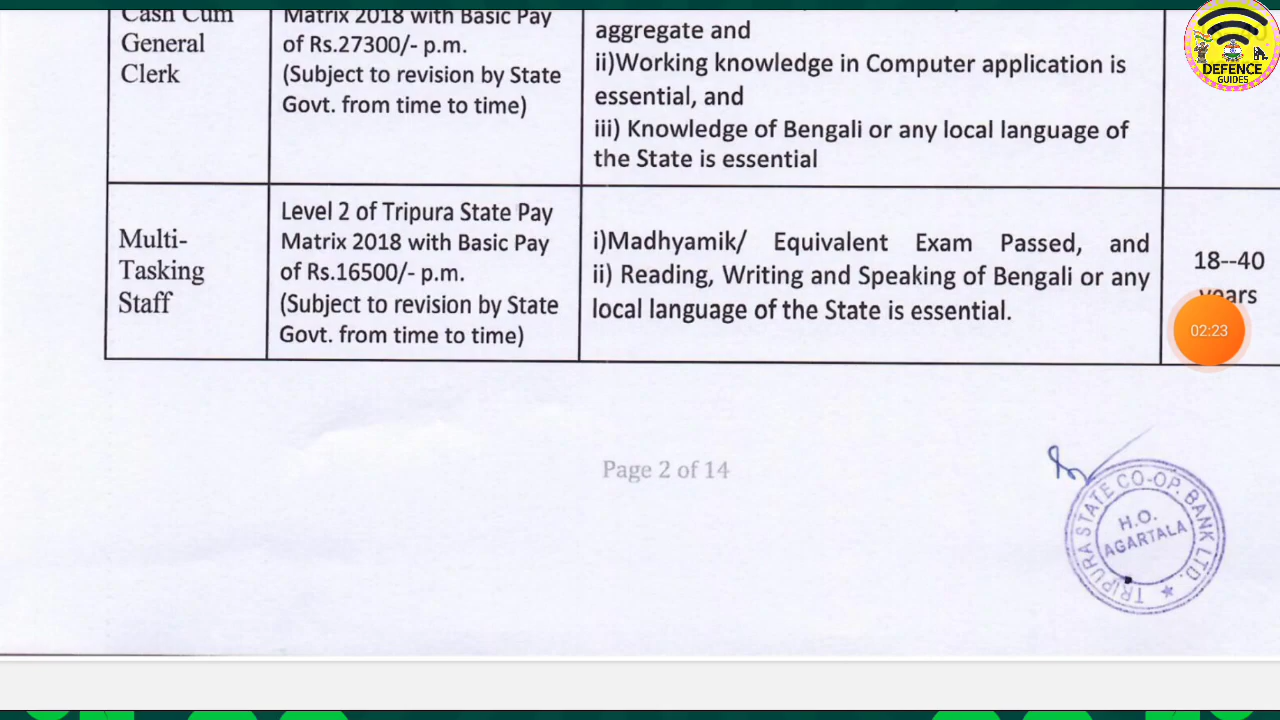 Cash Cum
General
Clerk
Matrix 2018 with Basic Pay
of Rs.27300/- p.m.
(Subject to revision by State
Govt. from time to time)
aggregate and
ii)Working knowledge in Computer application is
essential, and
iii) Knowledge of Bengali or any local language of
the State is essential
Multi-
Tasking
Staff
Level 2 of Tripura State Pay
Matrix 2018 with Basic Pay
of Rs.16500/- p.m.
(Subject to revision by State
Govt. from time to time)
i)Madhyamik/ Equivalent Exam Passed, and
ii) Reading, Writing and Speaking of Bengali or any
local language of the State is essential.
18--40
years
02:23
DEFENCE
GUIDES
Page 2 of 14
TRIPURA STATE CO-OP. BANK LTD.
H.O.
AGARTALA